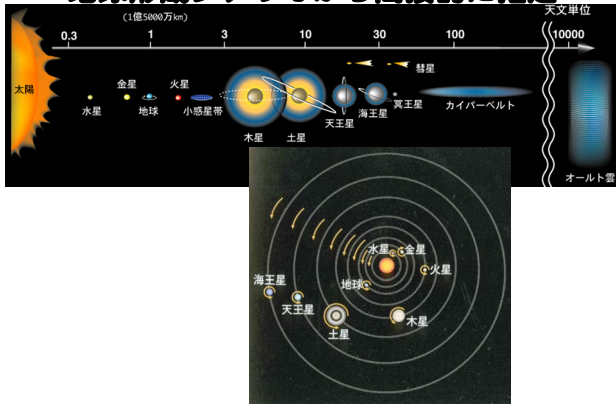 (1億5000万km)
天文単位
0.3 1 3 10 30 100 10000
彗星
太陽
水星
金星
地球
火星
小惑星帯
木星
土星
天王星
海王星
冥王星
カイパーベルト
オールト雲
水星
金星
火星
地球
海王星
天王星
土星
木星